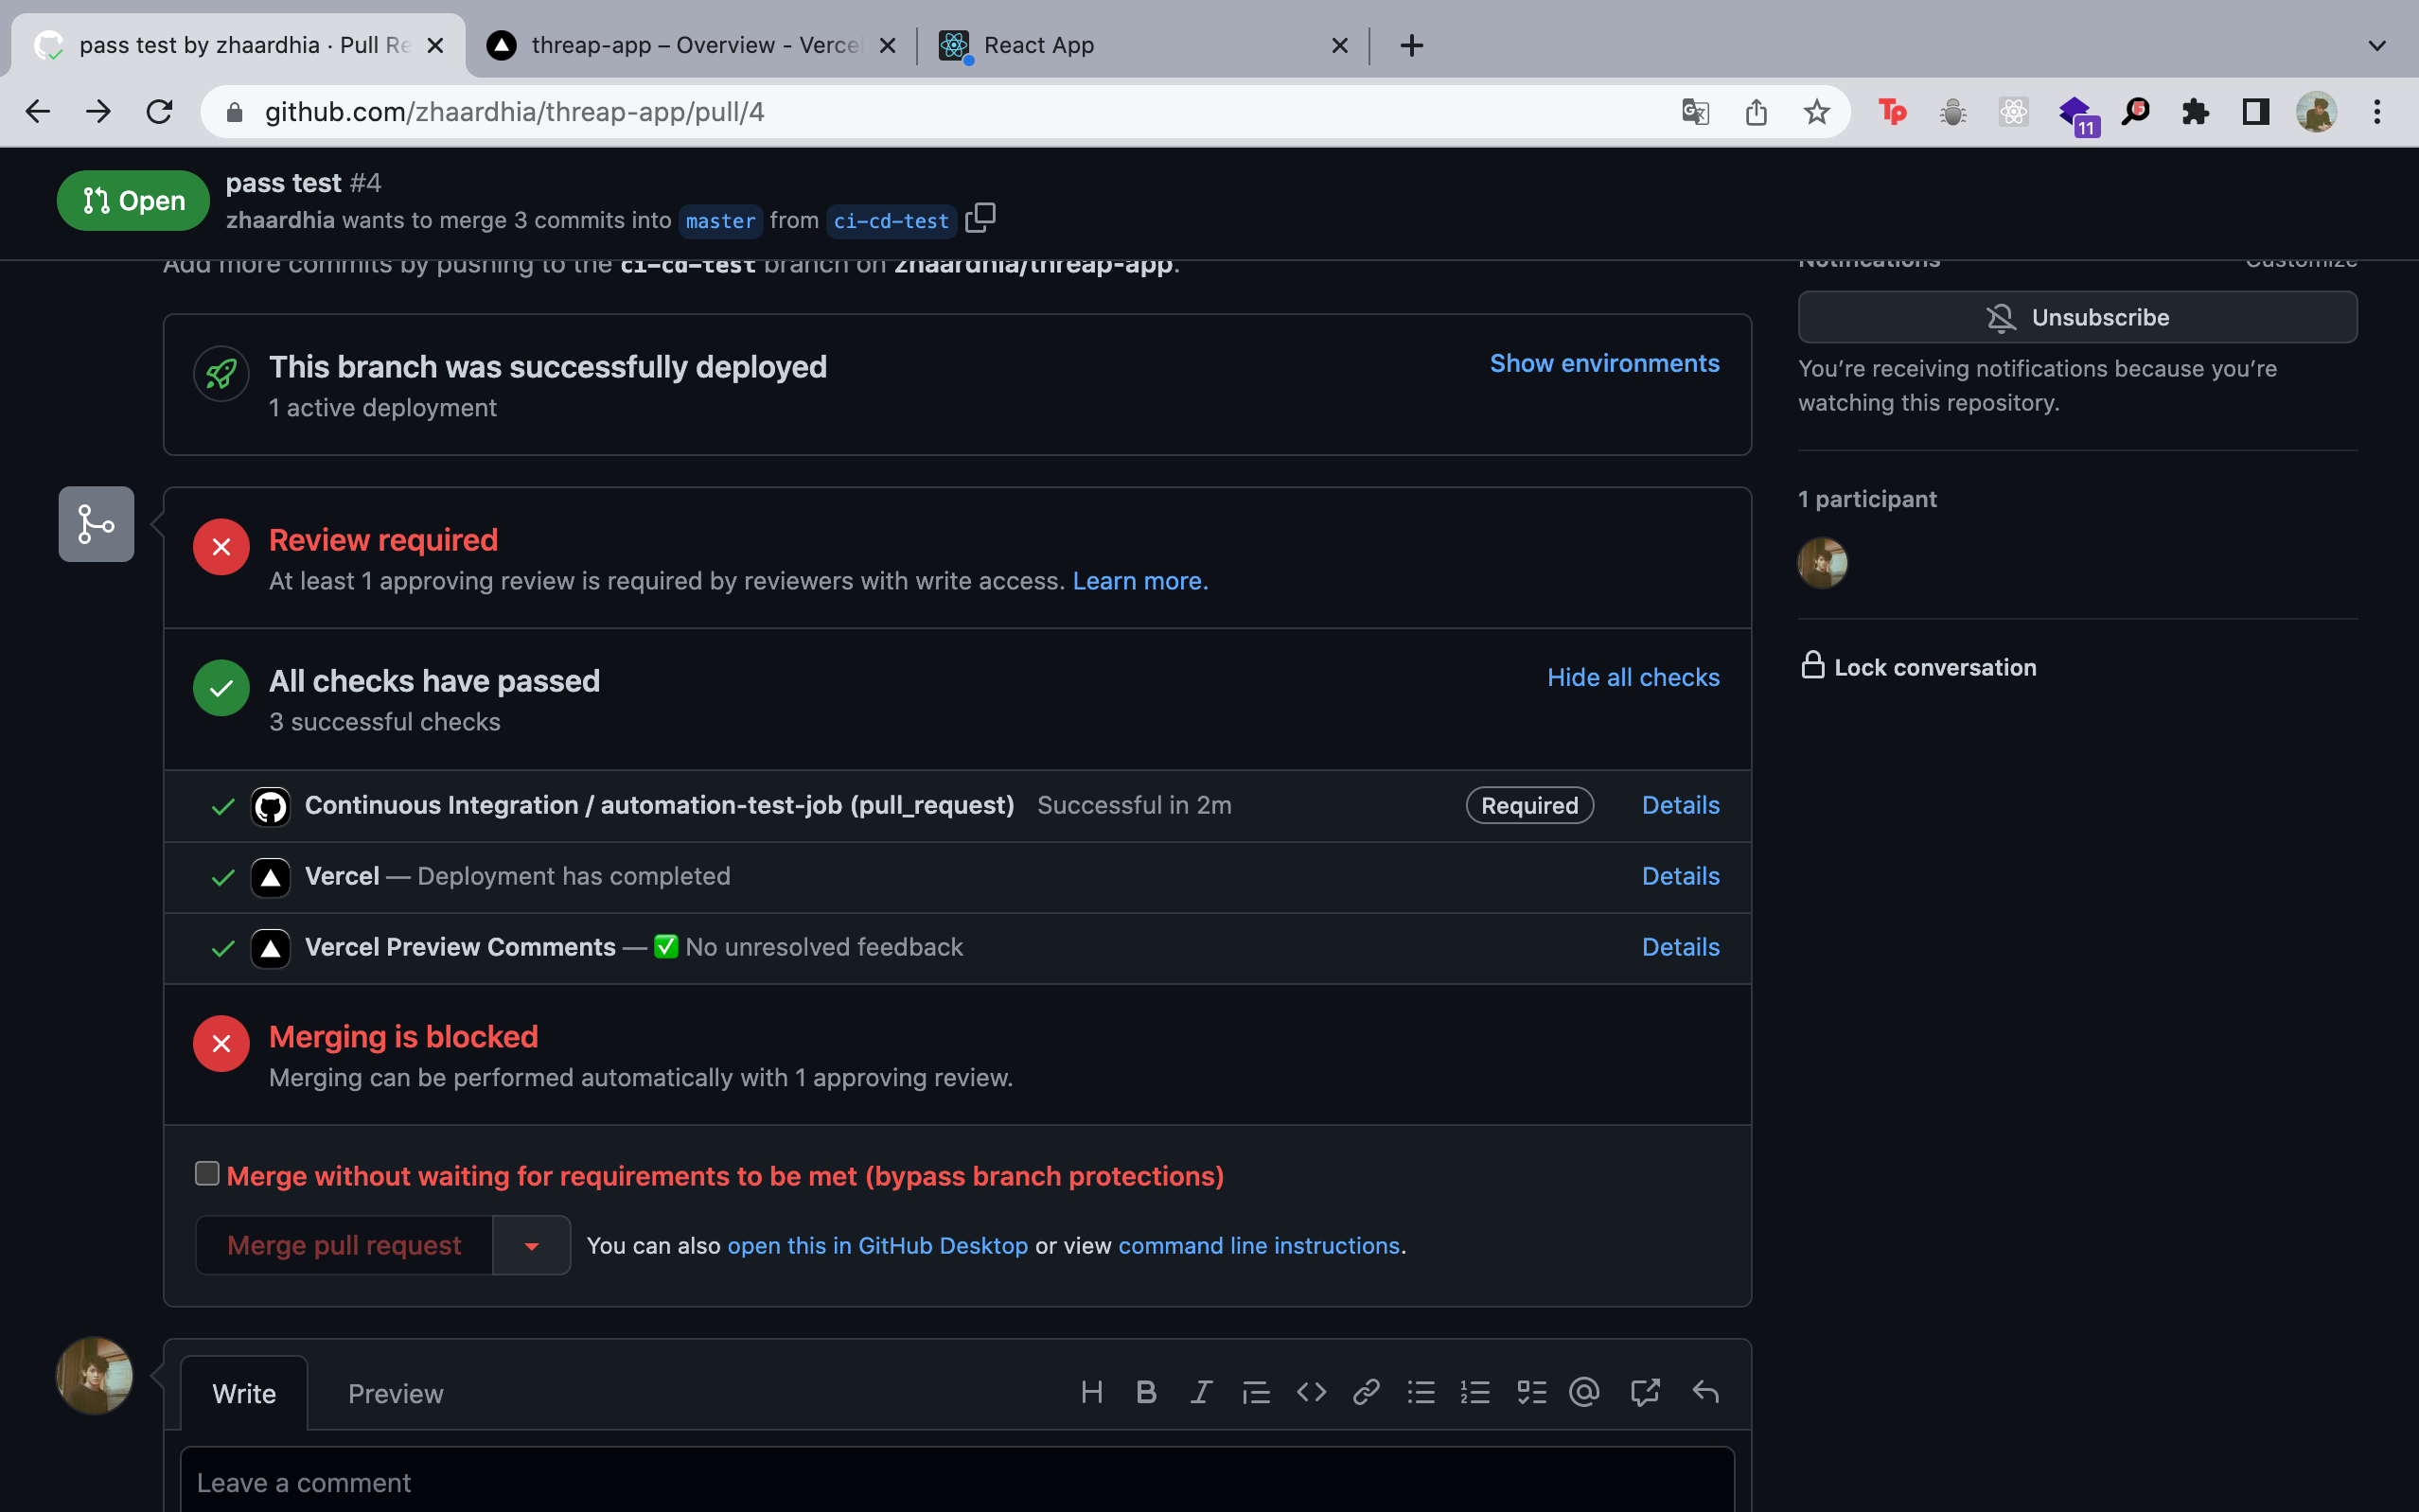 pass test by zhaardhia · Pull Re
threap-app – Overview - Vercel
React App
github.com/zhaardhia/threap-app/pull/4
Tp
11
Open
pass test #4
zhaardhia wants to merge 3 commits into master from ci-cd-test
Add more commits by pushing to the ci-cd-test branch on zhaardhia/threap-app.
Notifications
Customize
Unsubscribe
You’re receiving notifications because you’re
watching this repository.
1 participant
Lock conversation
This branch was successfully deployed
Show environments
1 active deployment
Review required
At least 1 approving review is required by reviewers with write access. Learn more.
All checks have passed
Hide all checks
3 successful checks
Continuous Integration / automation-test-job (pull_request) Successful in 2m Required Details
Vercel — Deployment has completed Details
Vercel Preview Comments — ✅ No unresolved feedback Details
Merging is blocked
Merging can be performed automatically with 1 approving review.
Merge without waiting for requirements to be met (bypass branch protections)
Merge pull request
You can also open this in GitHub Desktop or view command line instructions.
Write
Preview
Leave a comment